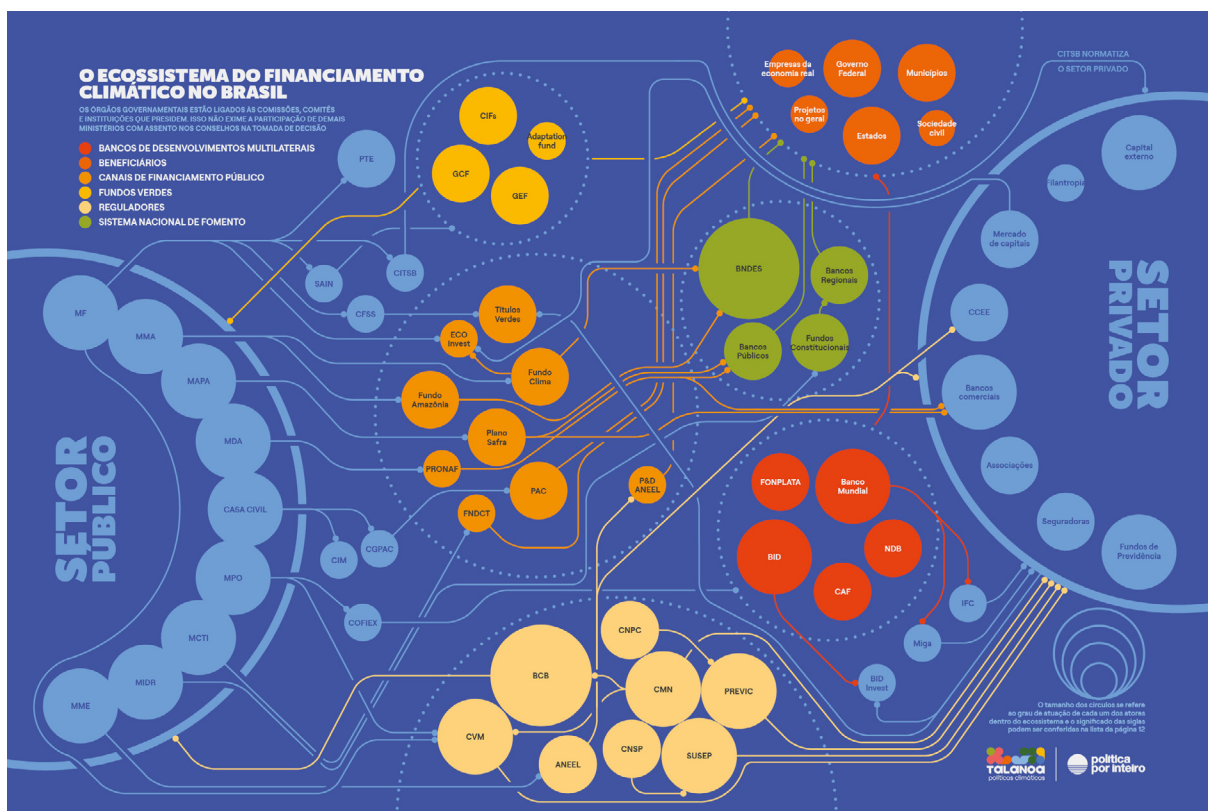 O ECOSSISTEMA DO FINANCIAMENTO
CLIMÁTICO NO BRASIL
OS ÓRGÃOS GOVERNAMENTAIS ESTÃO LIGADOS ÀS COMISSÕES, COMITÊS
E INSTITUIÇÕES QUE PRESIDEM. ISSO NÃO EXIME A PARTICIPAÇÃO DE DEMAIS
MINISTÉRIOS COM ASSENTO NOS CONSELHOS NA TOMADA DE DECISÃO
BANCOS DE DESENVOLVIMENTOS MULTILATERAIS
BENEFICIÁRIOS
CANAIS DE FINANCIAMENTO PÚBLICO
FUNDOS VERDES
REGULADORES
SISTEMA NACIONAL DE FOMENTO
PTE
CIFs
Adaptation
fund
GCF
GEF
Empresas da
economia real
Governo
Federal
Municípios
Projetos
no geral
Estados
Sociedade
civil
CITSB NORMATIZA
O SETOR PRIVADO
Capital
externo
Filantropia
Mercado
de capitais
CCEE
Bancos
comerciais
Associações
Seguradoras
Fundos de
Previdência
SETOR
PRIVADO
SETOR
PÚBLICO
MF
MMA
MAPA
MDA
CASA CIVIL
MPO
MCTI
MIDR
MME
SAIN
CITSB
CFSS
CIM
CGPAC
COFIEX
Títulos
Verdes
ECO
Invest
Fundo
Clima
Fundo
Amazônia
Plano
Safra
PRONAF
PAC
FNDCT
P&D
ANEEL
BNDES
Bancos
Regionais
Bancos
Públicos
Fundos
Constitucionais
FONPLATA
Banco
Mundial
BID
NDB
CAF
IFC
Miga
BID
Invest
CNPC
BCB
CMN
PREVIC
CVM
CNSP
SUSEP
ANEEL
O tamanho dos círculos se refere
ao grau de atuação de cada um dos atores
dentro do ecossistema e o significado das siglas
podem ser conferidas na lista da página 12
TALANOA
políticas climáticas
política
por inteiro